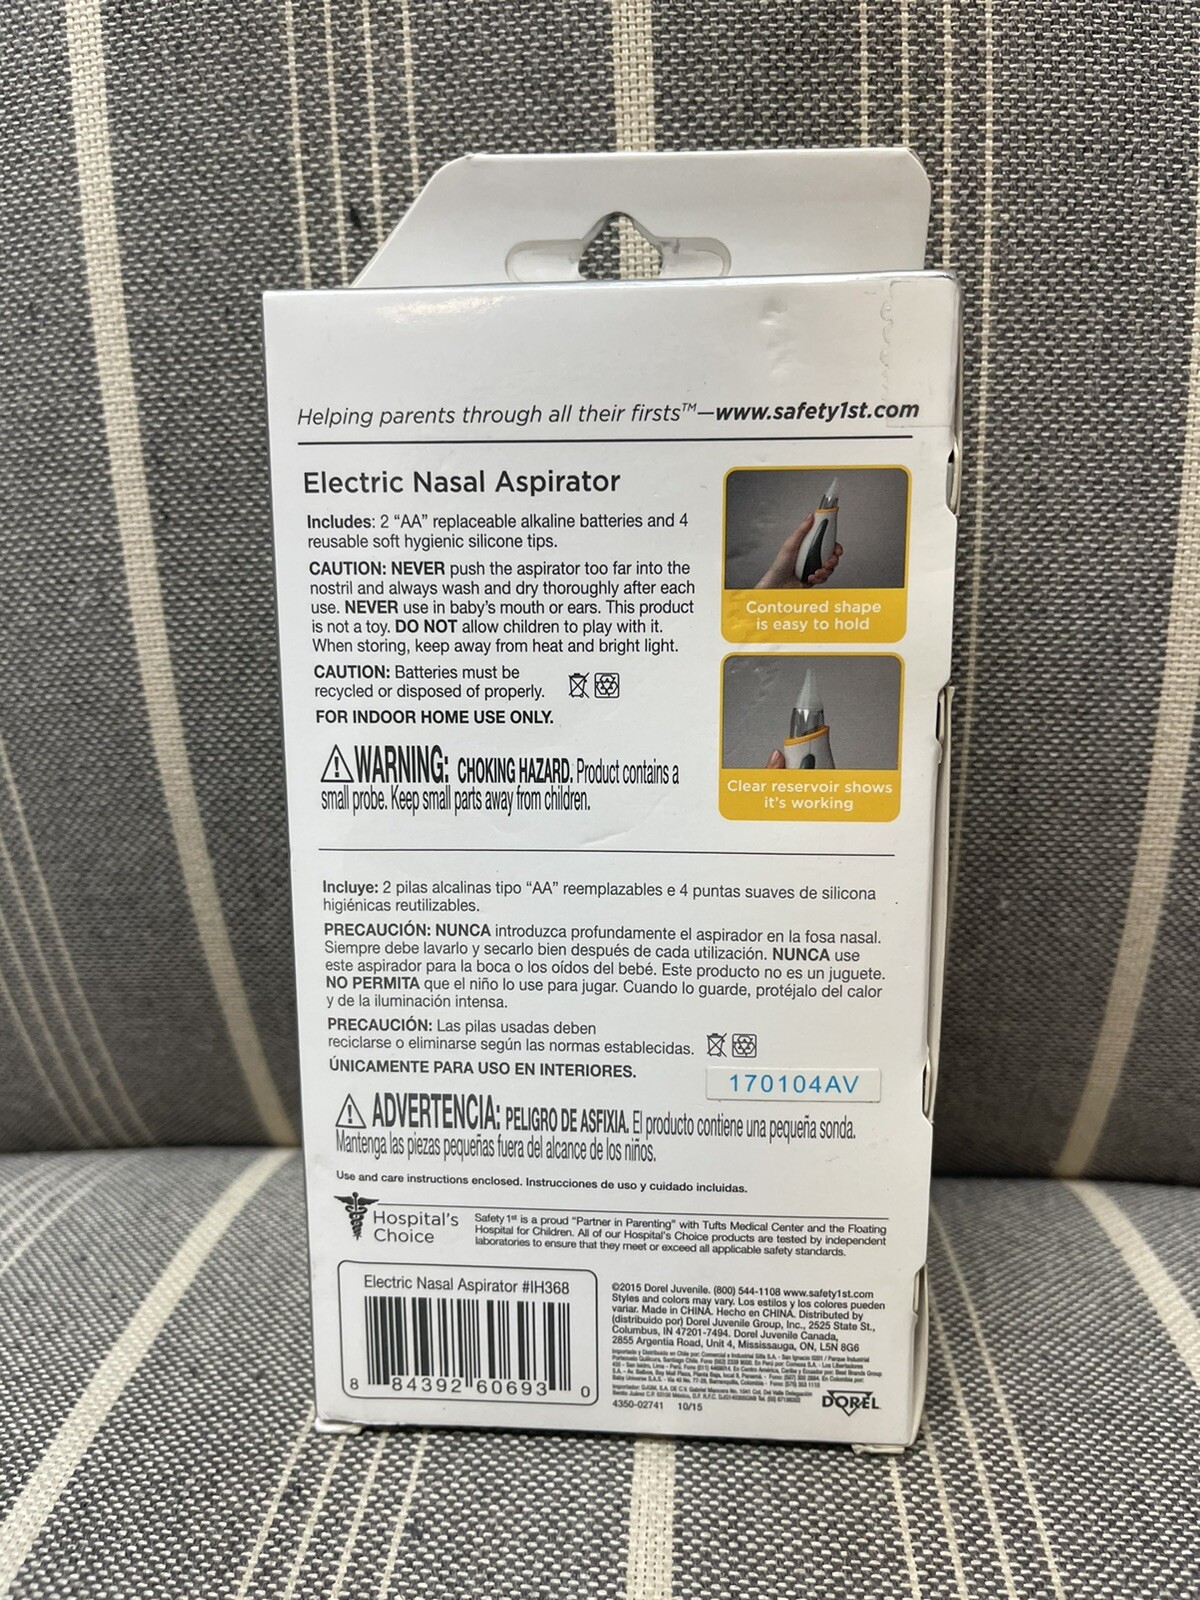 Helping parents through all their firsts™—www.safety1st.com
Electric Nasal Aspirator
Includes: 2 “AA” replaceable alkaline batteries and 4
reusable soft hygienic silicone tips.
CAUTION: NEVER push the aspirator too far into the
nostril and always wash and dry thoroughly after each
use. NEVER use in baby's mouth or ears. This product
is not a toy. DO NOT allow children to play with it.
When storing, keep away from heat and bright light.
CAUTION: Batteries must be
recycled or disposed of properly.
FOR INDOOR HOME USE ONLY.
WARNING: CHOKING HAZARD. Product contains a
small probe. Keep small parts away from children.
Contoured shape
is easy to hold
Clear reservoir shows
it's working
Incluye: 2 pilas alcalinas tipo “AA” reemplazables e 4 puntas suaves de silicona
higiénicas reutilizables.
PRECAUCIÓN: NUNCA introduzca profundamente el aspirador en la fosa nasal.
Siempre debe lavarlo y secarlo bien después de cada utilización. NUNCA use
este aspirador para la boca o los oídos del bebé. Este producto no es un juguete.
NO PERMITA que el niño lo use para jugar. Cuando lo guarde, protéjalo del calor
y de la iluminación intensa.
PRECAUCIÓN: Las pilas usadas deben
reciclarse o eliminarse según las normas establecidas.
ÚNICAMENTE PARA USO EN INTERIORES.
170104AV
ADVERTENCIA: PELIGRO DE ASFIXIA. El producto contiene una pequeña sonda.
Mantenga las piezas pequeñas fuera del alcance de los niños.
Use and care instructions enclosed. Instrucciones de uso y cuidado incluidas.
Hospital's
Choice
Safety 1st is a proud “Partner in Parenting” with Tufts Medical Center and the Floating
Hospital for Children. All of our Hospital's Choice products are tested by independent
laboratories to ensure that they meet or exceed all applicable safety standards.
Electric Nasal Aspirator #IH368
8 84392 60693 0
©2015 Dorel Juvenile. (800) 544-1108 www.safety1st.com
Styles and colors may vary. Los estilos y los colores pueden
variar. Made in CHINA. Hecho en CHINA. Distributed by
(distribuido por) Dorel Juvenile Group, Inc., 2525 State St.,
Columbus, IN 47201-7494. Dorel Juvenile Canada,
2855 Argentia Road, Unit 4, Mississauga, ON, L5N 8G6
4350-02741 10/15
DOREL